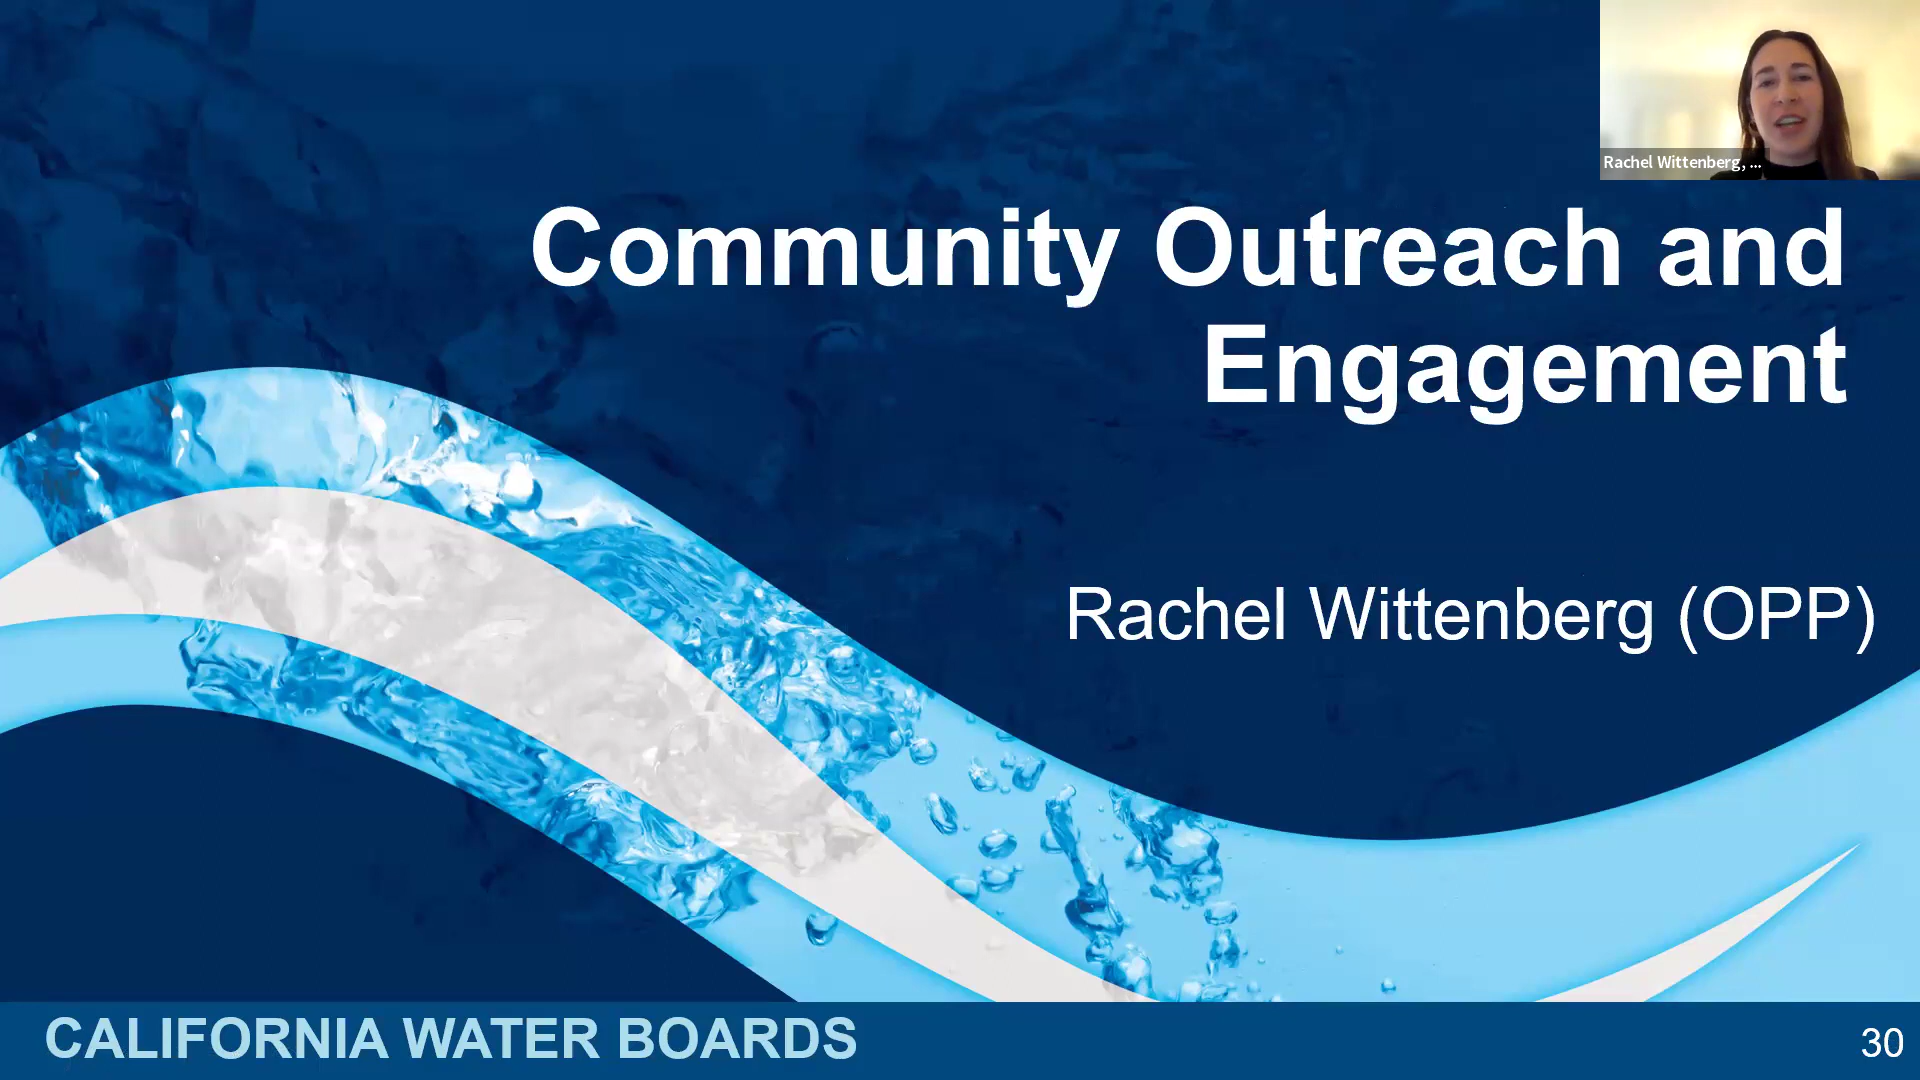 Rachel Wittenberg, ...
Community Outreach and
Engagement
Rachel Wittenberg (OPP)
CALIFORNIA WATER BOARDS
30